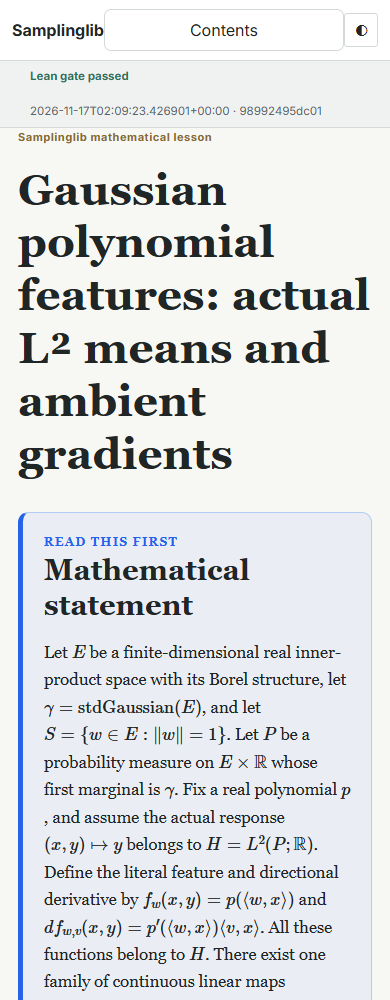 Samplinglib
Contents
Lean gate passed
2026-11-17T02:09:23.426901+00:00 · 98992495dc01
Samplinglib mathematical lesson
Gaussian
polynomial
features: actual
L² means and
ambient
gradients
READ THIS FIRST
Mathematical
statement
Let E be a finite-dimensional real inner-
product space with its Borel structure, let
γ = stdGaussian(E), and let
S = {w ∈ E : ‖w‖ = 1}. Let P be a
probability measure on E × ℝ whose
first marginal is γ. Fix a real polynomial p
, and assume the actual response
(x, y) ↦ y belongs to H = L²(P; ℝ).
Define the literal feature and directional
derivative by f_w(x, y) = p(⟨w, x⟩) and
df_{w,v}(x, y) = p′(⟨w, x⟩)⟨v, x⟩. All these
functions belong to H. There exist one
family of continuous linear maps